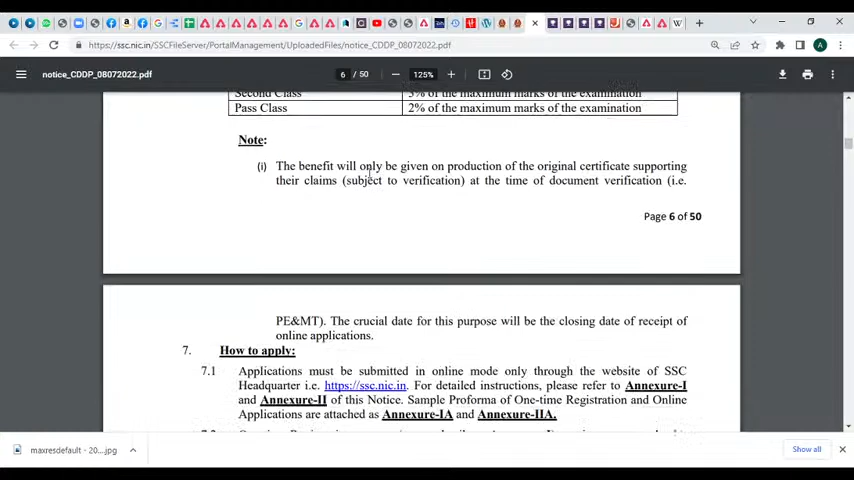 https://ssc.nic.in/SSCFileServer/PortalManagement/UploadedFiles/notice_CDDP_08072022.pdf
notice_CDDP_08072022.pdf
6 / 50
125%
Second Class 3% of the maximum marks of the examination
Pass Class 2% of the maximum marks of the examination
Note:
(i) The benefit will only be given on production of the original certificate supporting
their claims (subject to verification) at the time of document verification (i.e.
Page 6 of 50
PE&MT). The crucial date for this purpose will be the closing date of receipt of
online applications.
7. How to apply:
7.1 Applications must be submitted in online mode only through the website of SSC
Headquarter i.e. https://ssc.nic.in. For detailed instructions, please refer to Annexure-I
and Annexure-II of this Notice. Sample Proforma of One-time Registration and Online
Applications are attached as Annexure-IA and Annexure-IIA.
maxresdefault - 20....jpg
Show all